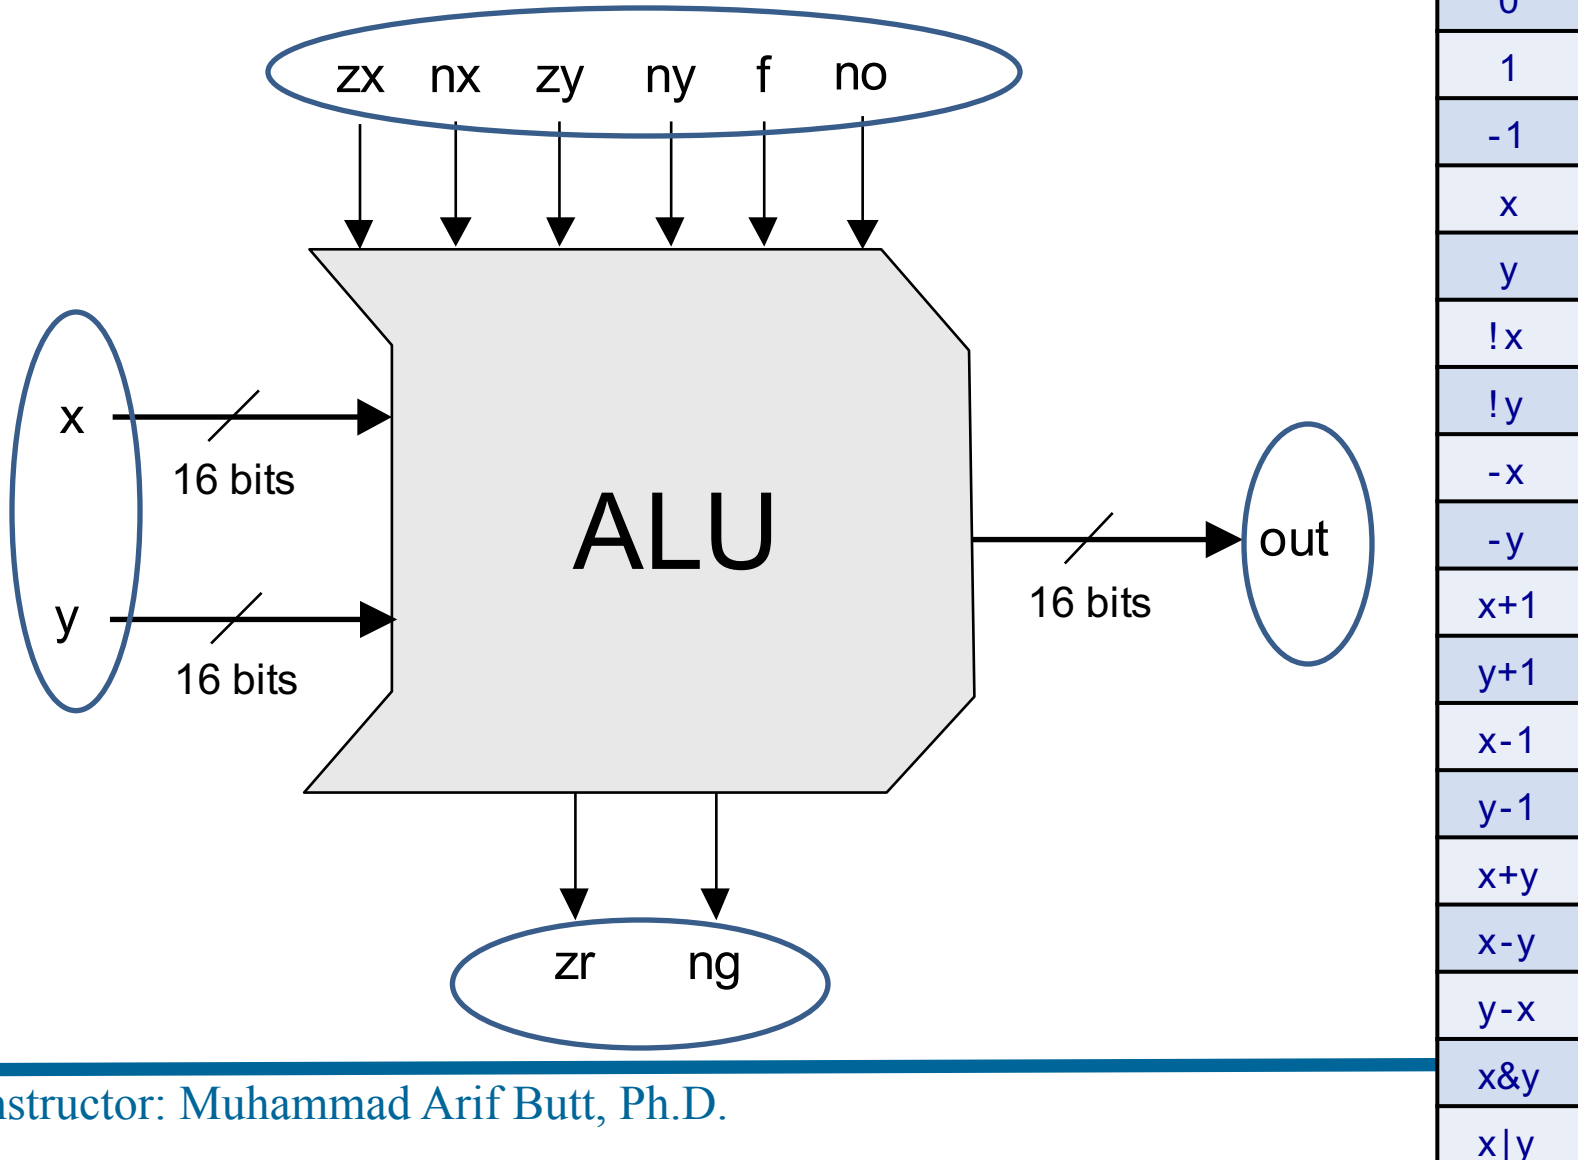 zx nx zy ny f no
x
16 bits
y
16 bits
ALU
out
16 bits
zr ng
0
1
-1
x
y
!x
!y
-x
-y
x+1
y+1
x-1
y-1
x+y
x-y
y-x
x&y
x|y
nstructor: Muhammad Arif Butt, Ph.D.